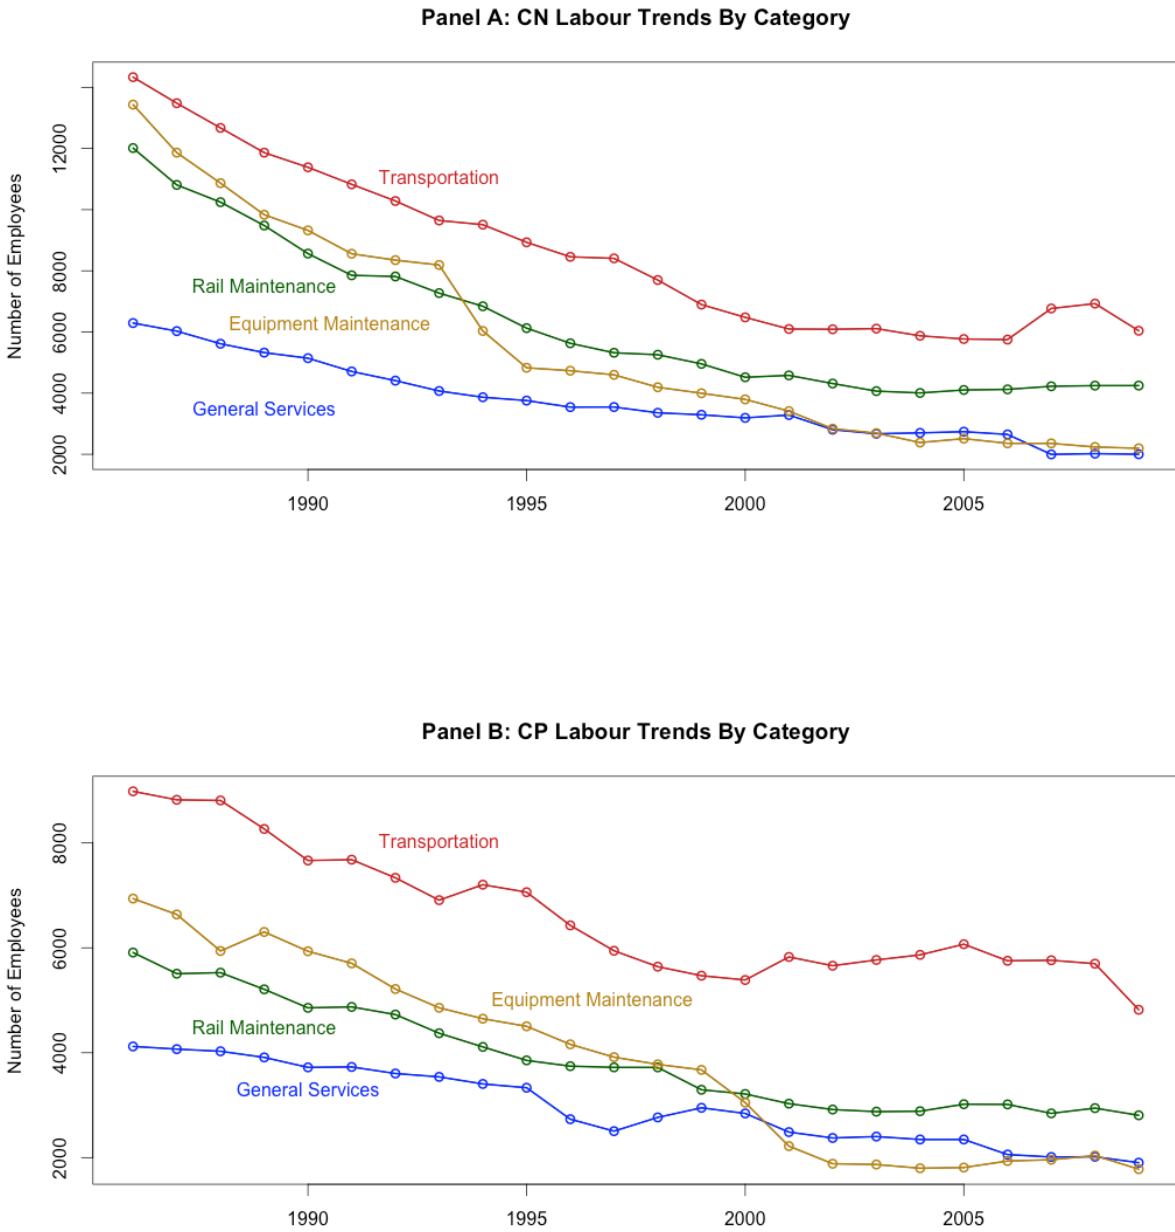 Panel A: CN Labour Trends By Category
Number of Employees
12000
8000
6000
4000
2000
Transportation
Rail Maintenance
Equipment Maintenance
General Services
1990
1995
2000
2005
Panel B: CP Labour Trends By Category
Number of Employees
8000
6000
4000
2000
Transportation
Equipment Maintenance
Rail Maintenance
General Services
1990
1995
2000
2005